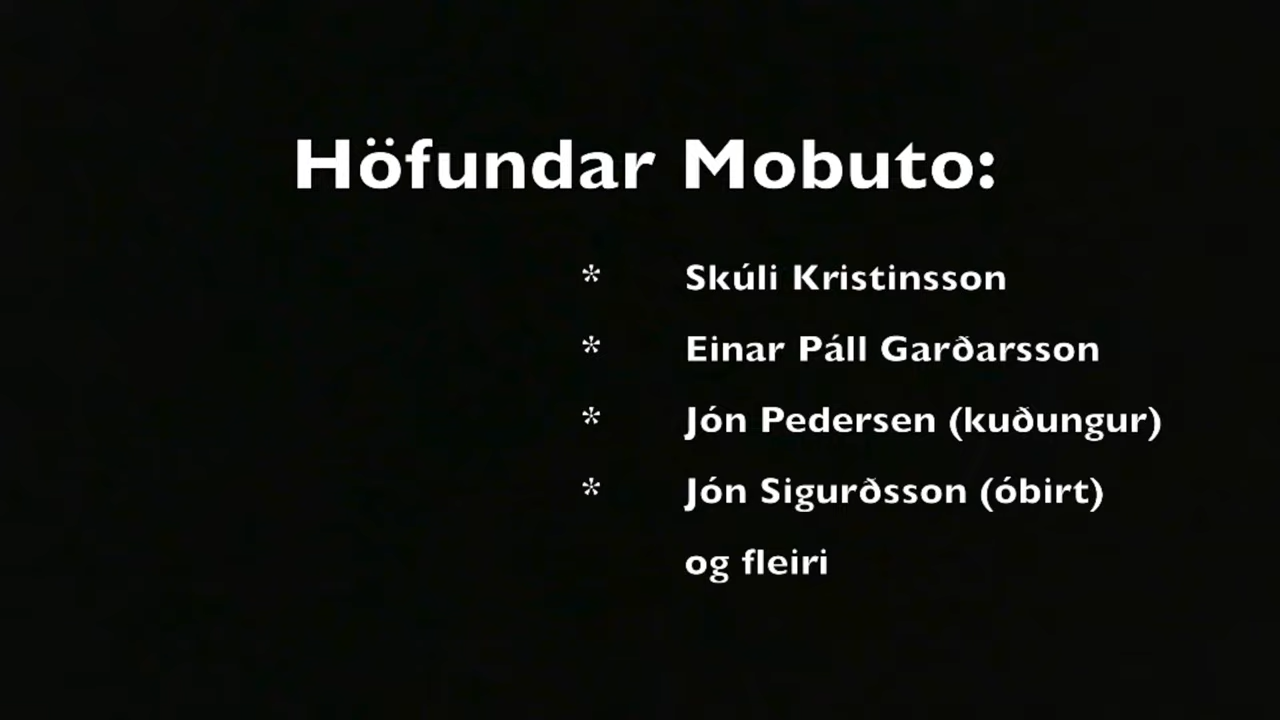 Höfundar Mobuto:
* Skúli Kristinsson
* Einar Páll Garðarsson
* Jón Pedersen (kuðungur)
* Jón Sigurðsson (óbirt)
og fleiri